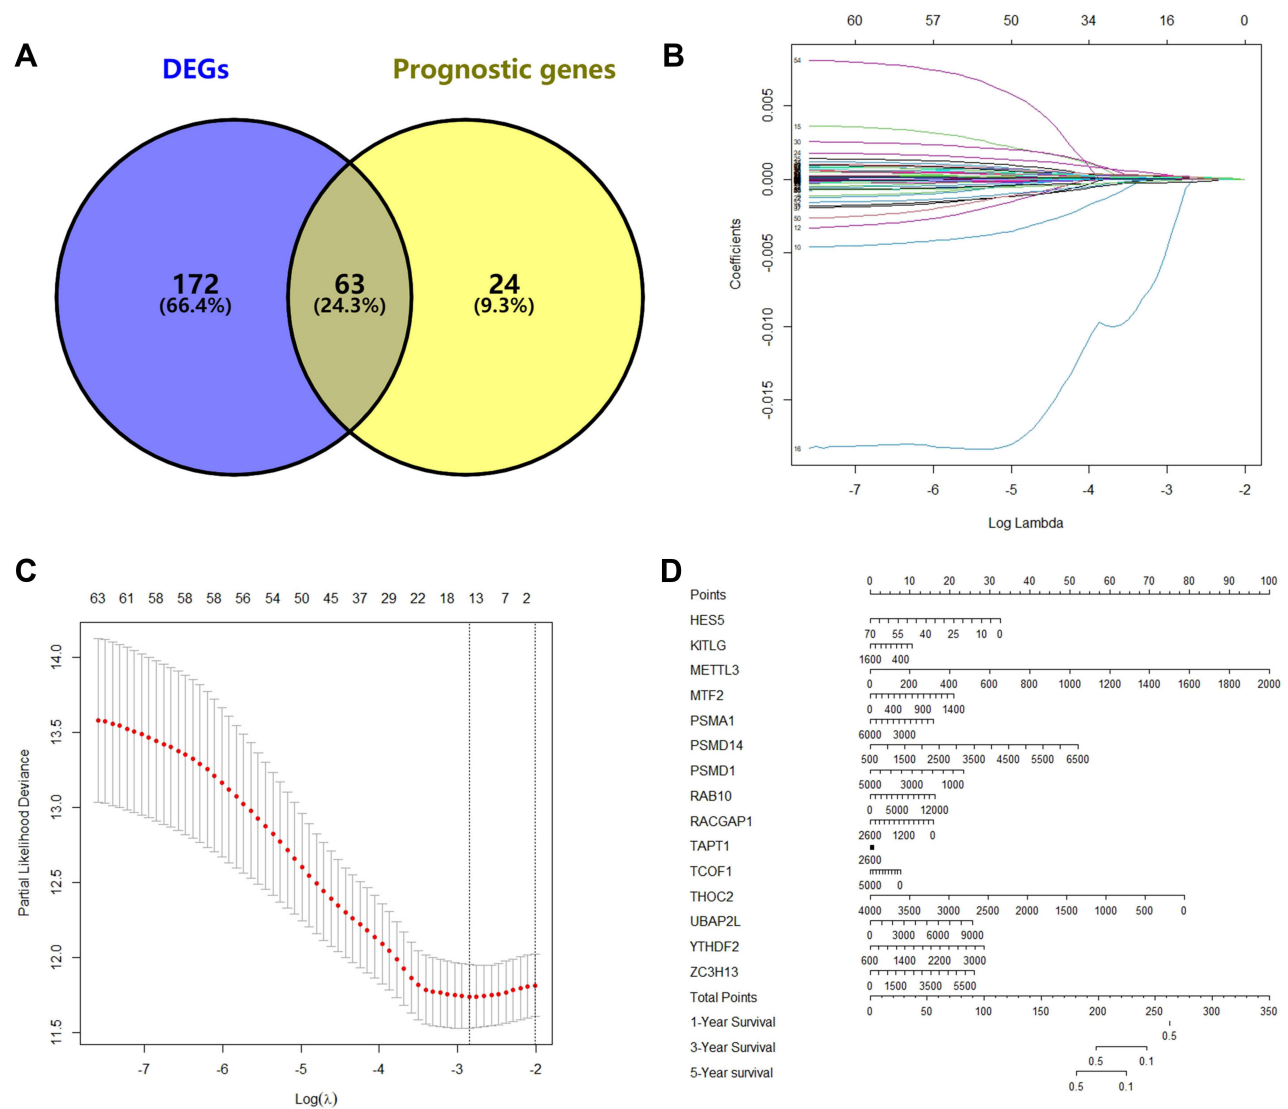 A
DEGs
Prognostic genes
172
(66.4%)
63
(24.3%)
24
(9.3%)
B
60 57 50 34 16 0
0.005
0.000
-0.005
-0.010
-0.015
Coefficients
54
15
30
24
50
12
10
16
-7 -6 -5 -4 -3 -2
Log Lambda
C
63 61 58 58 58 56 54 50 45 37 29 22 18 13 7 2
14.0
13.5
13.0
12.5
12.0
11.5
Partial Likelihood Deviance
-7 -6 -5 -4 -3 -2
Log(λ)
D
Points 0 10 20 30 40 50 60 70 80 90 100
HES5
70 55 40 25 10 0
KITLG
1600 400
METTL3
0 200 400 600 800 1000 1200 1400 1600 1800 2000
MTF2
0 400 900 1400
PSMA1
6000 3000
PSMD14
500 1500 2500 3500 4500 5500 6500
PSMD1
5000 3000 1000
RAB10
0 5000 12000
RACGAP1
2600 1200 0
TAPT1
2600
TCOF1
5000 0
THOC2
4000 3500 3000 2500 2000 1500 1000 500 0
UBAP2L
0 3000 6000 9000
YTHDF2
600 1400 2200 3000
ZC3H13
0 1500 3500 5500
Total Points
0 50 100 150 200 250 300 350
1-Year Survival
0.5
3-Year Survival
0.5 0.1
5-Year survival
0.5 0.1